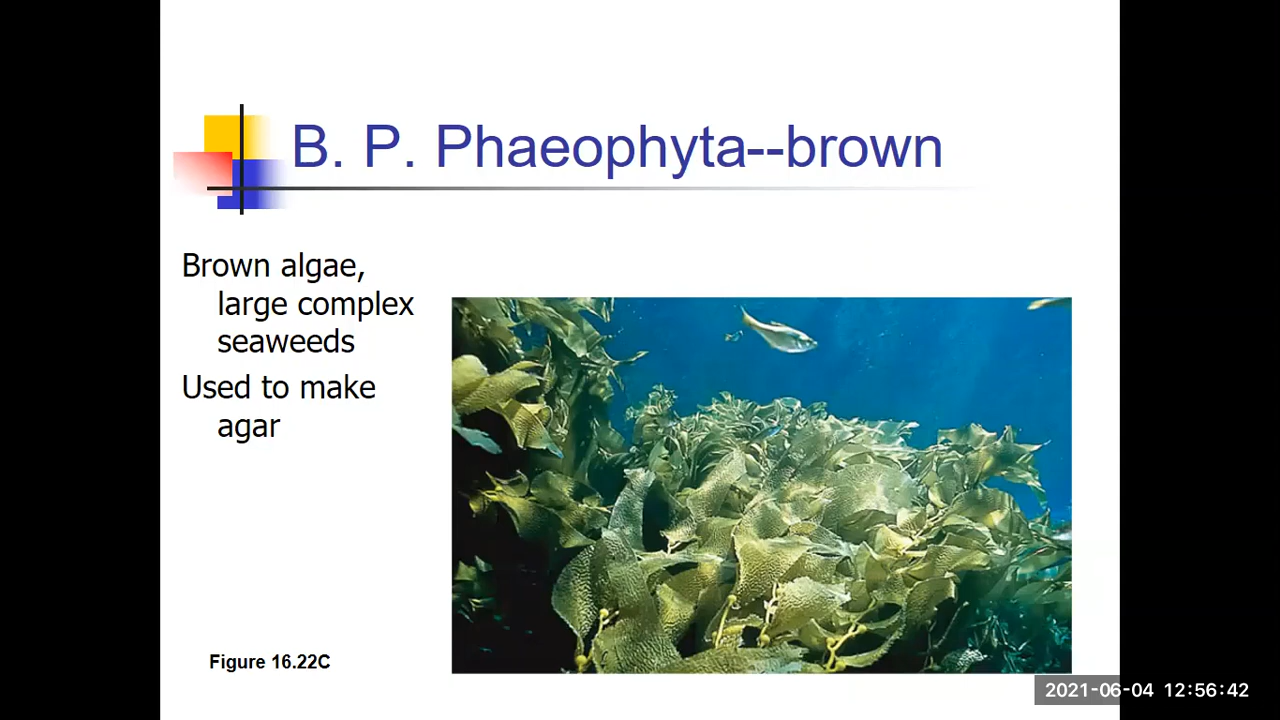 B. P. Phaeophyta--brown
Brown algae,
large complex
seaweeds
Used to make
agar
Figure 16.22C
2021-06-04 12:56:42